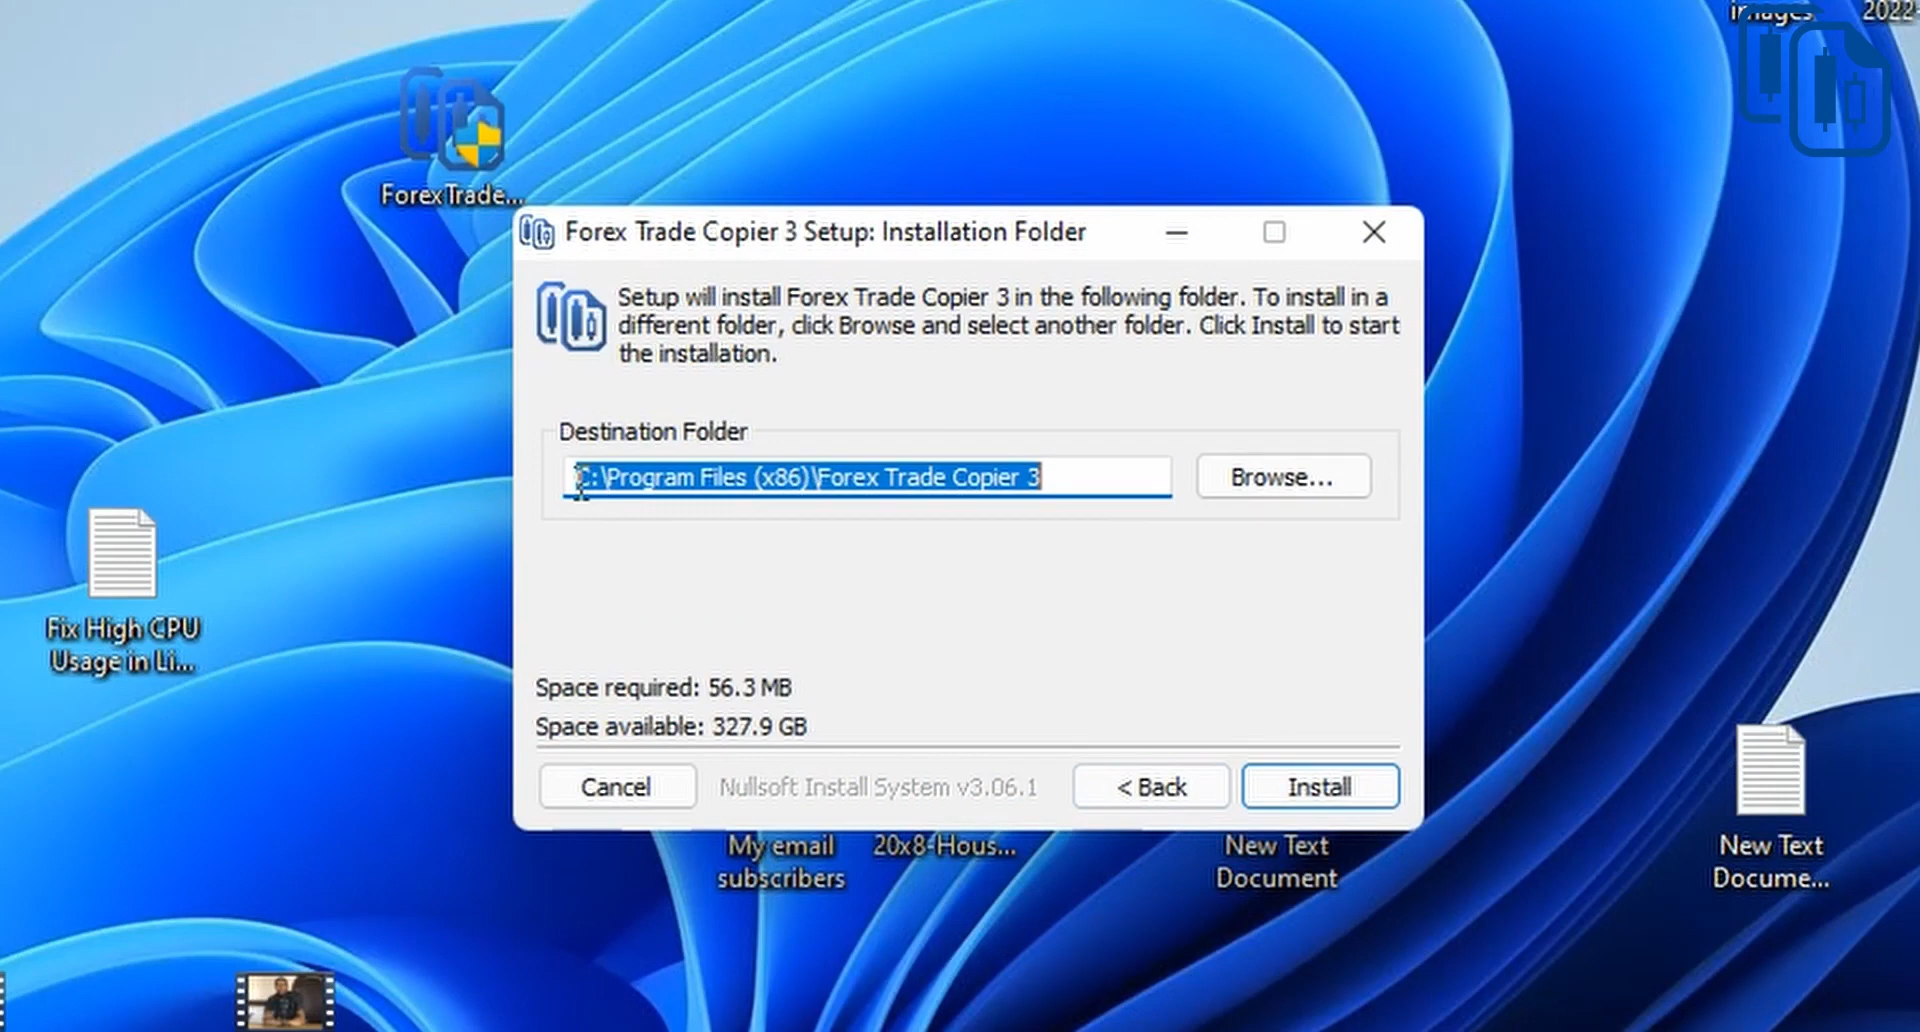 images
2022-
ForexTrade...
Forex Trade Copier 3 Setup: Installation Folder
Setup will install Forex Trade Copier 3 in the following folder. To install in a
different folder, click Browse and select another folder. Click Install to start
the installation.
Destination Folder
C:\Program Files (x86)\Forex Trade Copier 3
Browse...
Fix High CPU
Usage in Li...
Space required: 56.3 MB
Space available: 327.9 GB
Cancel
Nullsoft Install System v3.06.1
< Back
Install
My email
subscribers
20x8-Hous...
New Text
Document
New Text
Docume...